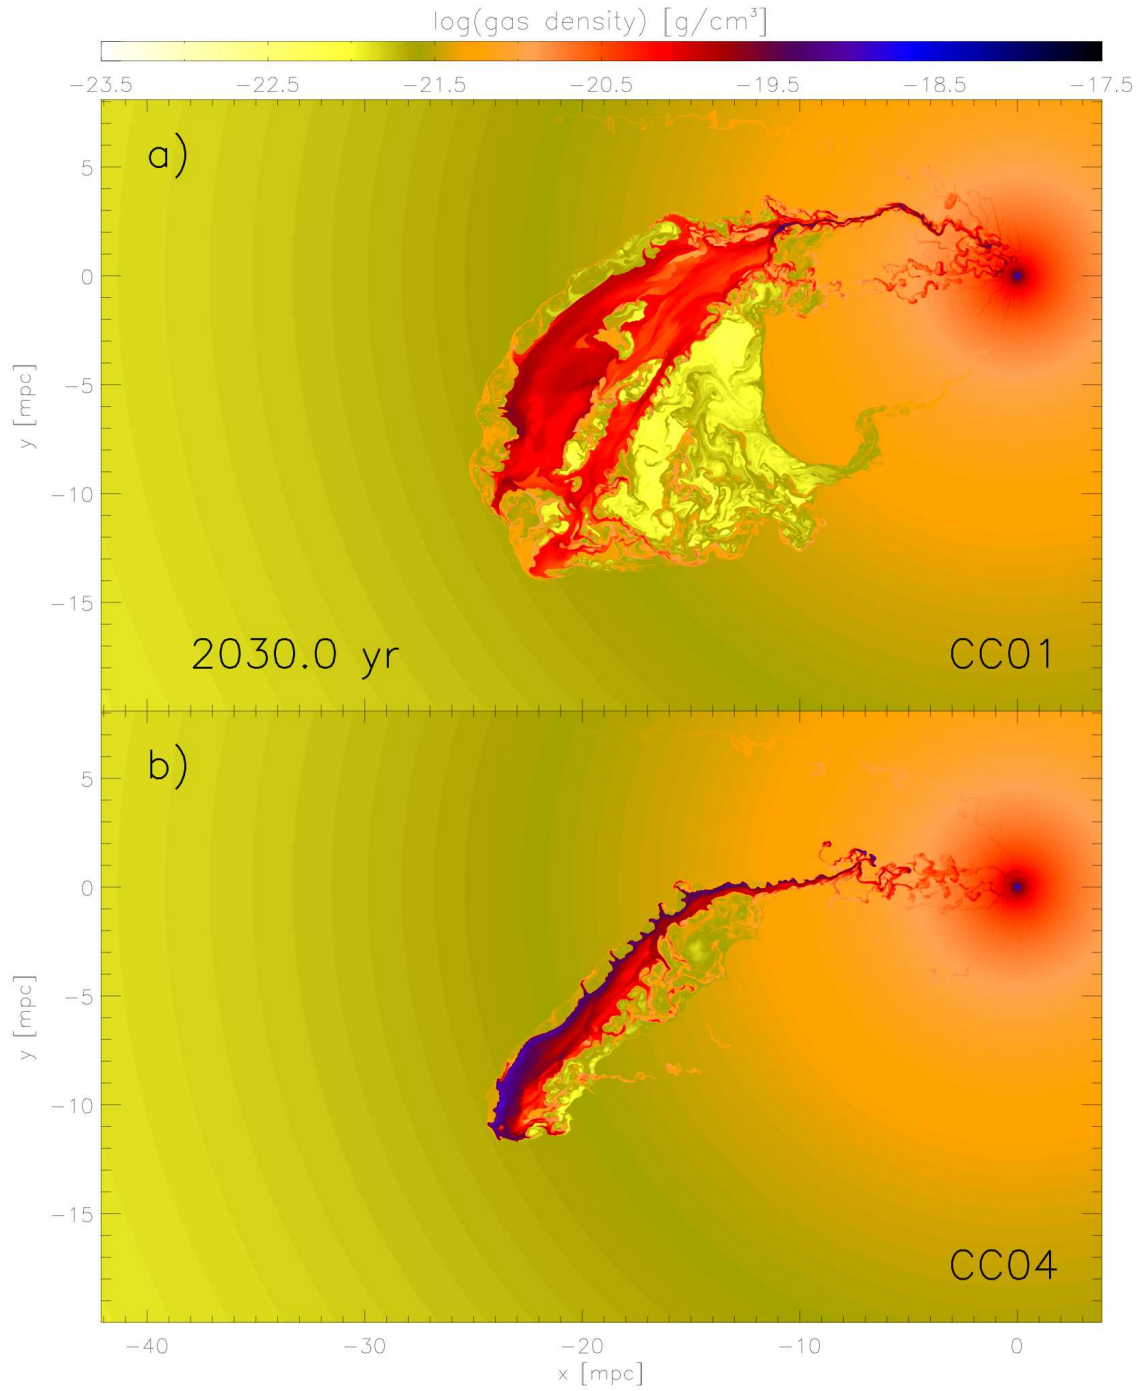 log(gas density) [g/cm³]
−23.5 −22.5 −21.5 −20.5 −19.5 −18.5 −17.5
a)
5
0
−5
−10
−15
y [mpc]
2030.0 yr
CC01
b)
5
0
−5
−10
−15
y [mpc]
CC04
−40 −30 −20 −10 0
x [mpc]